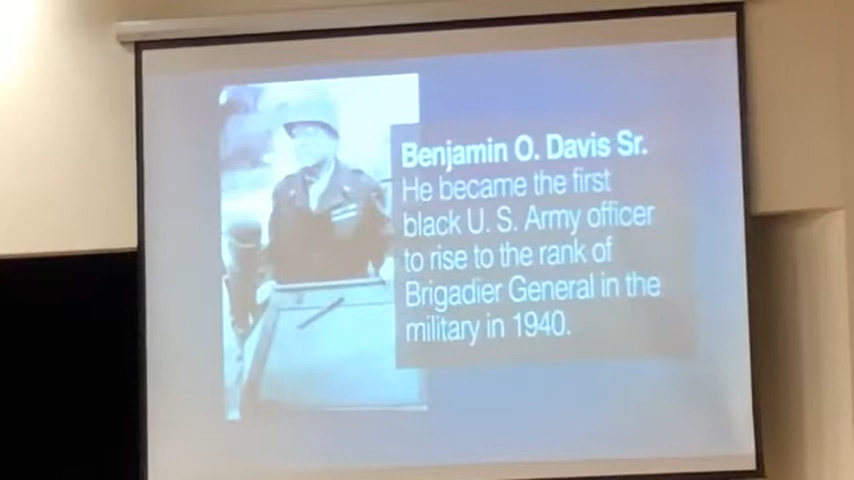 Benjamin O. Davis Sr.
He became the first
black U. S. Army officer
to rise to the rank of
Brigadier General in the
military in 1940.